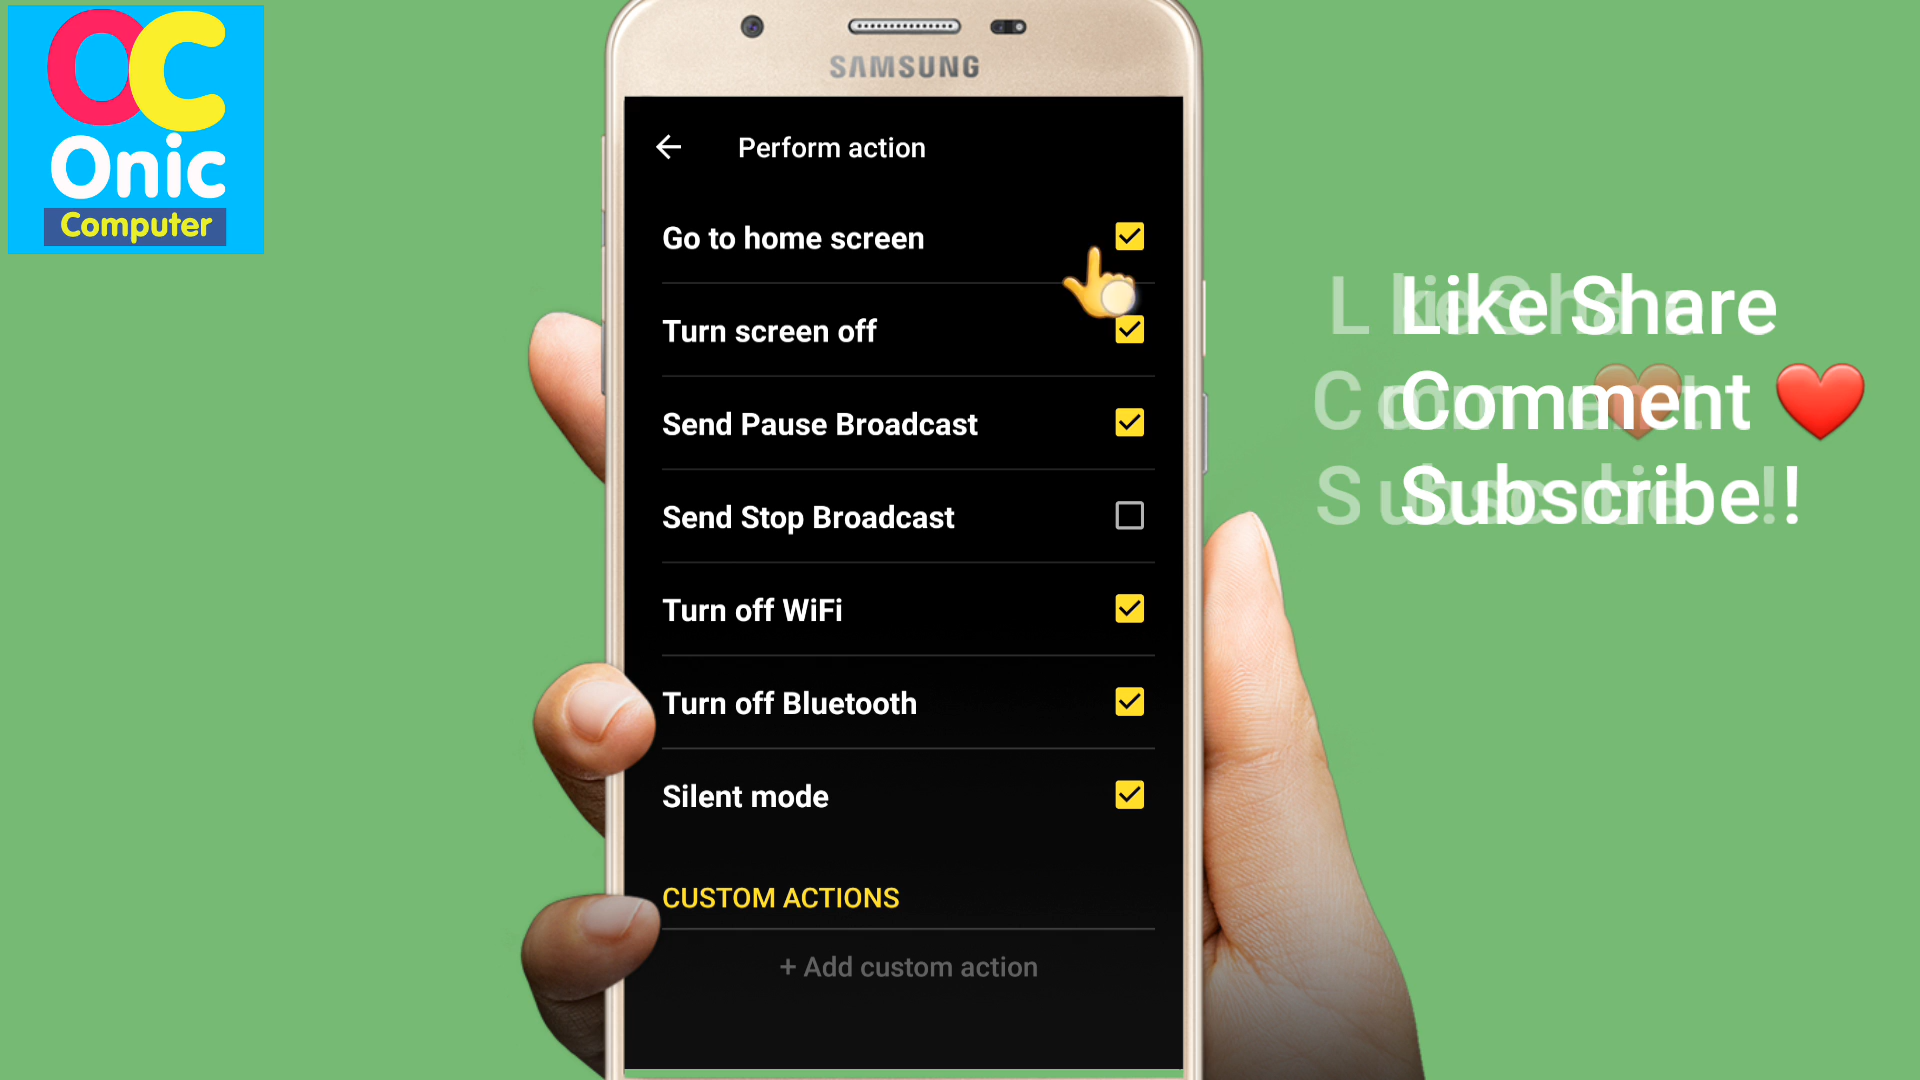 OC
Onic
Computer
SAMSUNG
Perform action
Go to home screen
Turn screen off
Send Pause Broadcast
Send Stop Broadcast
Turn off WiFi
Turn off Bluetooth
Silent mode
CUSTOM ACTIONS
+ Add custom action
Like Share
Comment ❤️
Subscribe!!